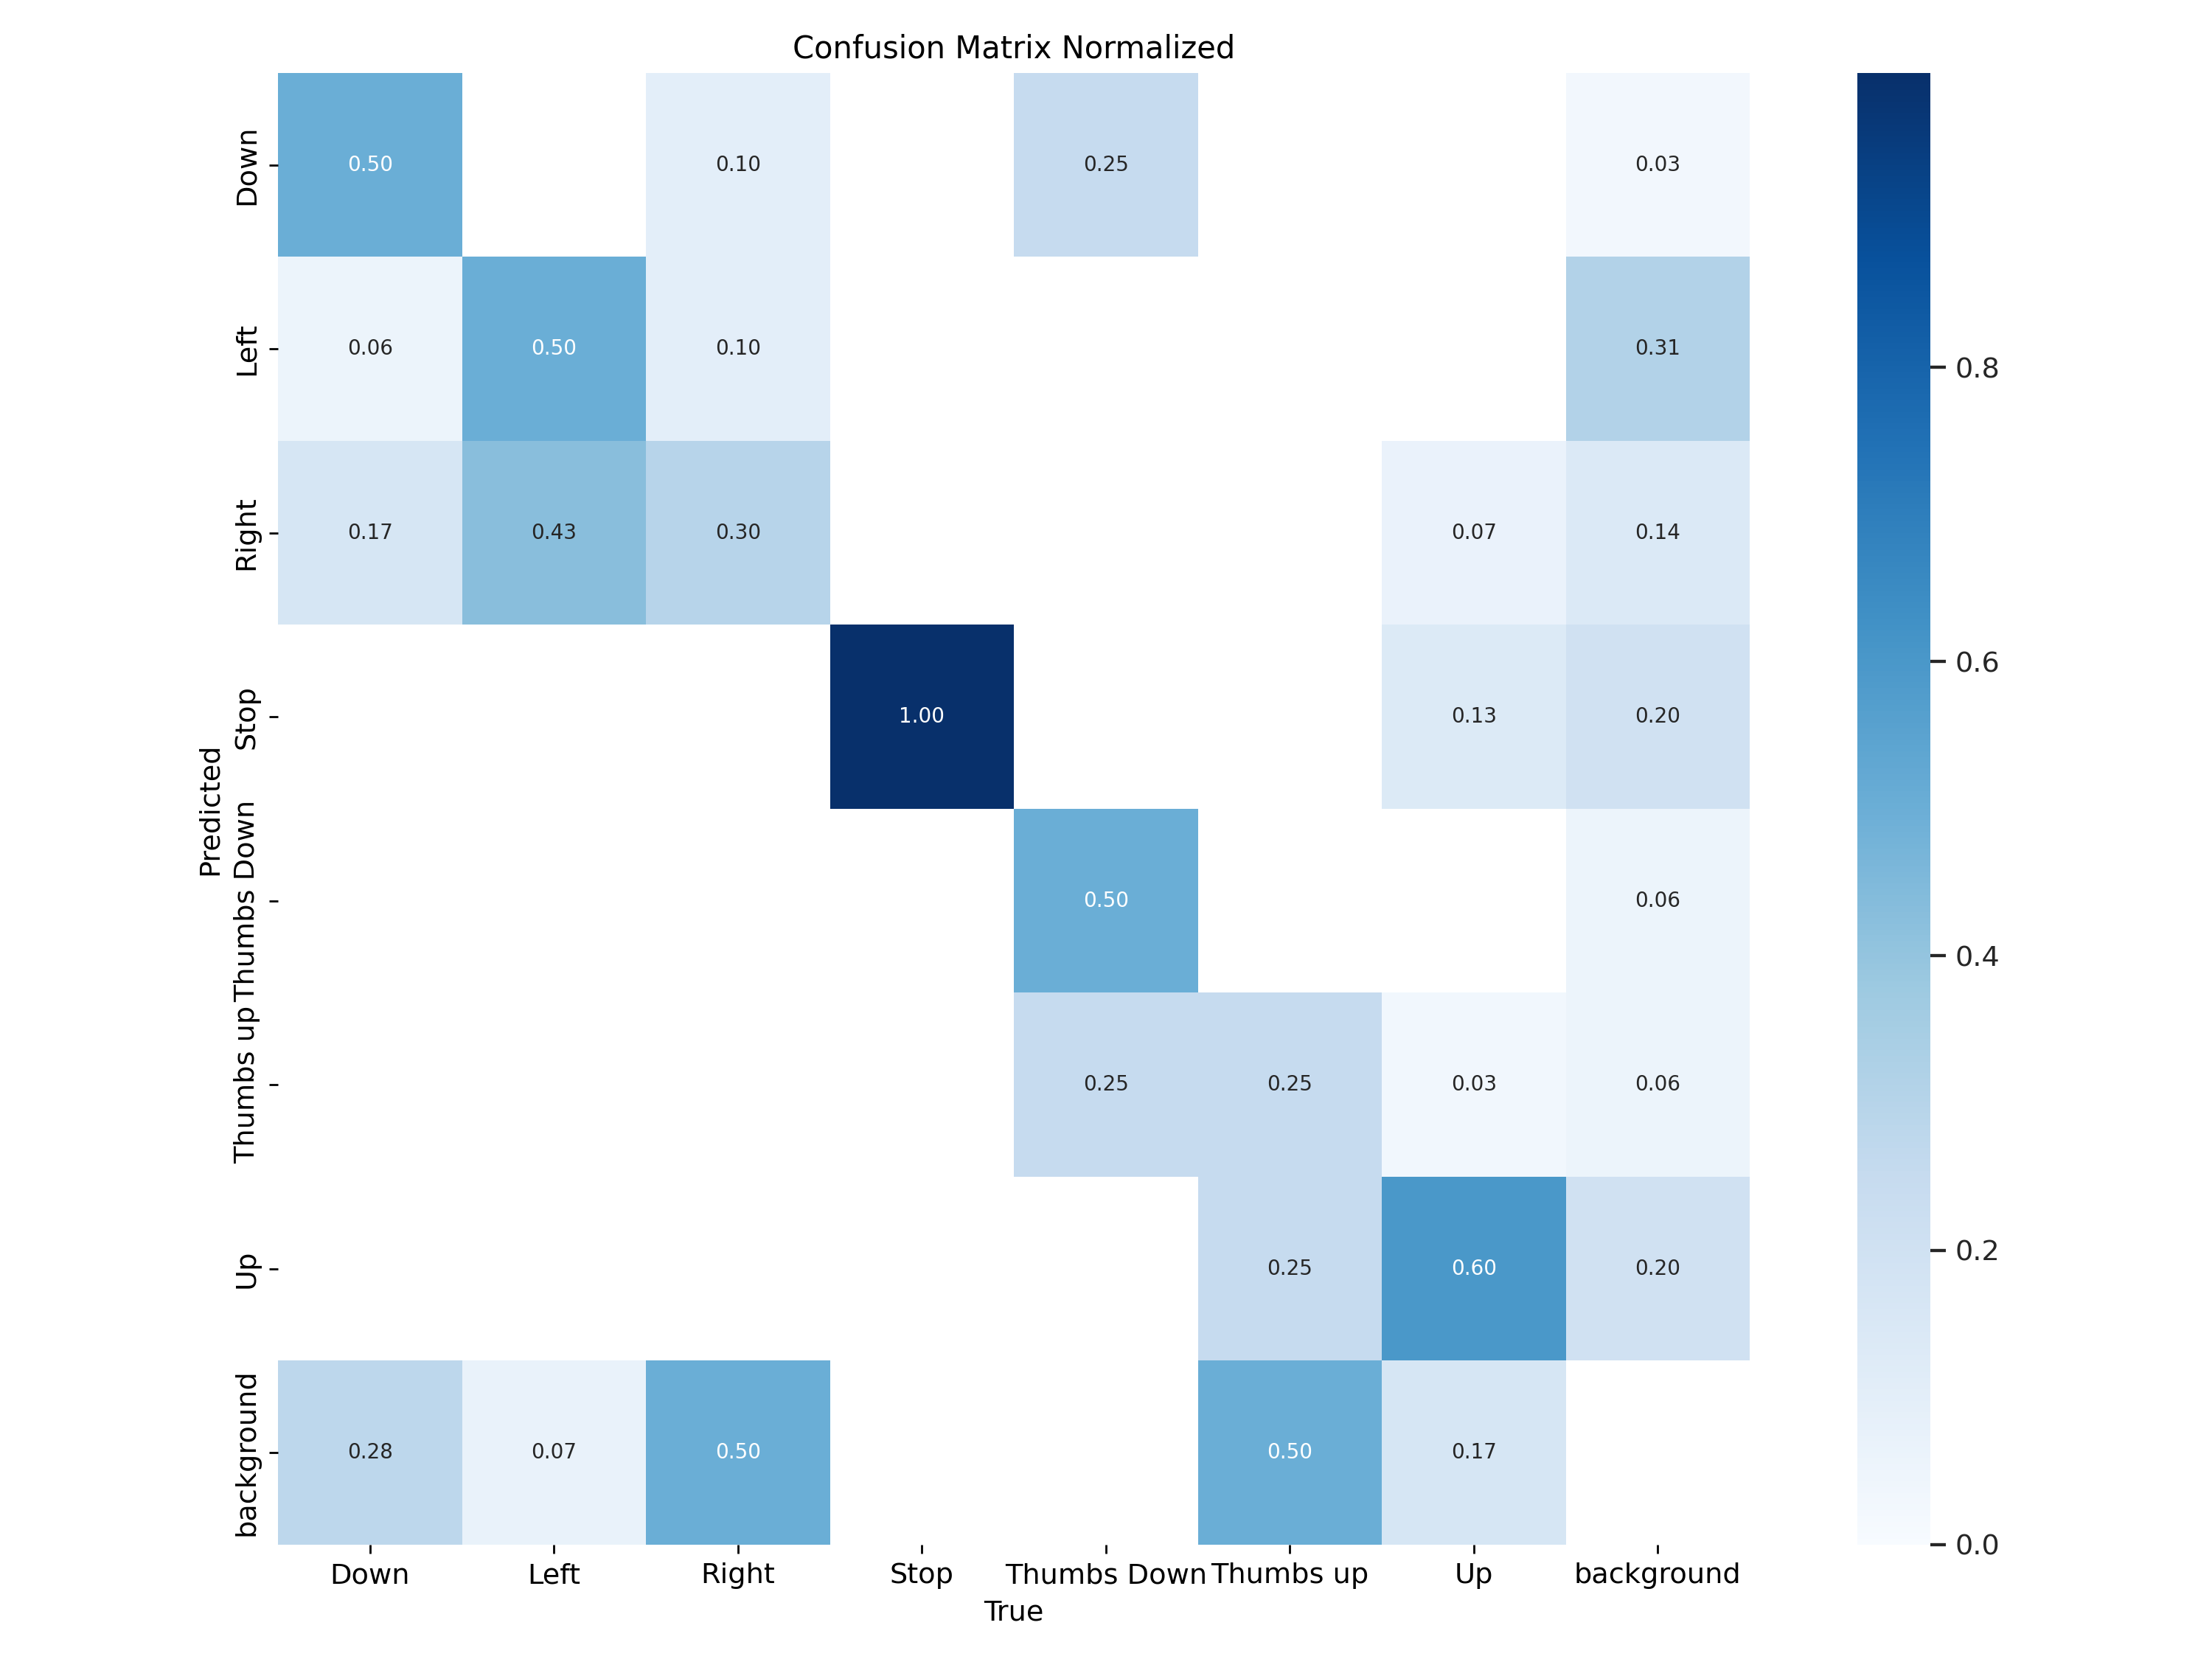 Confusion Matrix Normalized
Down 0.50 0.10 0.25 0.03
Left 0.06 0.50 0.10 0.31
0.8
Right 0.17 0.43 0.30 0.07 0.14
0.6
Stop 1.00 0.13 0.20
Predicted
Thumbs Down 0.50 0.06
0.4
Thumbs up 0.25 0.25 0.03 0.06
Up 0.25 0.60 0.20
0.2
background 0.28 0.07 0.50 0.50 0.17
0.0
Down Left Right Stop Thumbs Down Thumbs up Up background
True